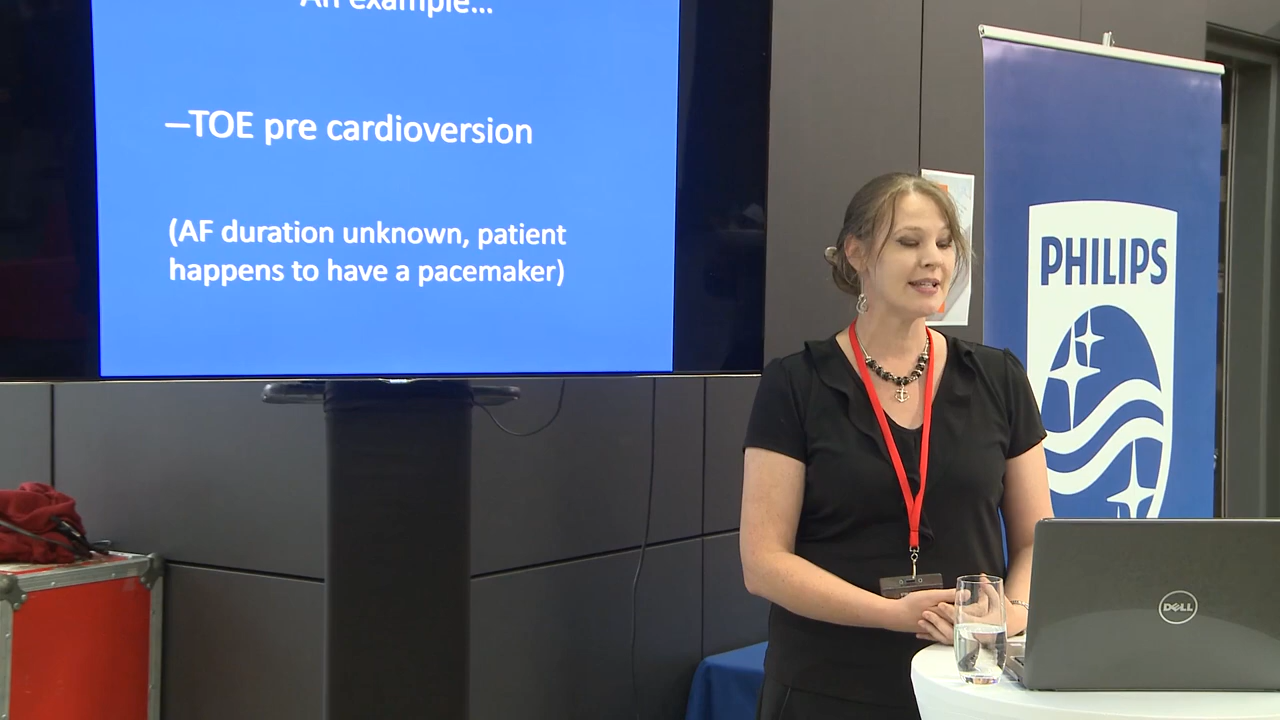 An example...
–TOE pre cardioversion
(AF duration unknown, patient
happens to have a pacemaker)
PHILIPS
DELL